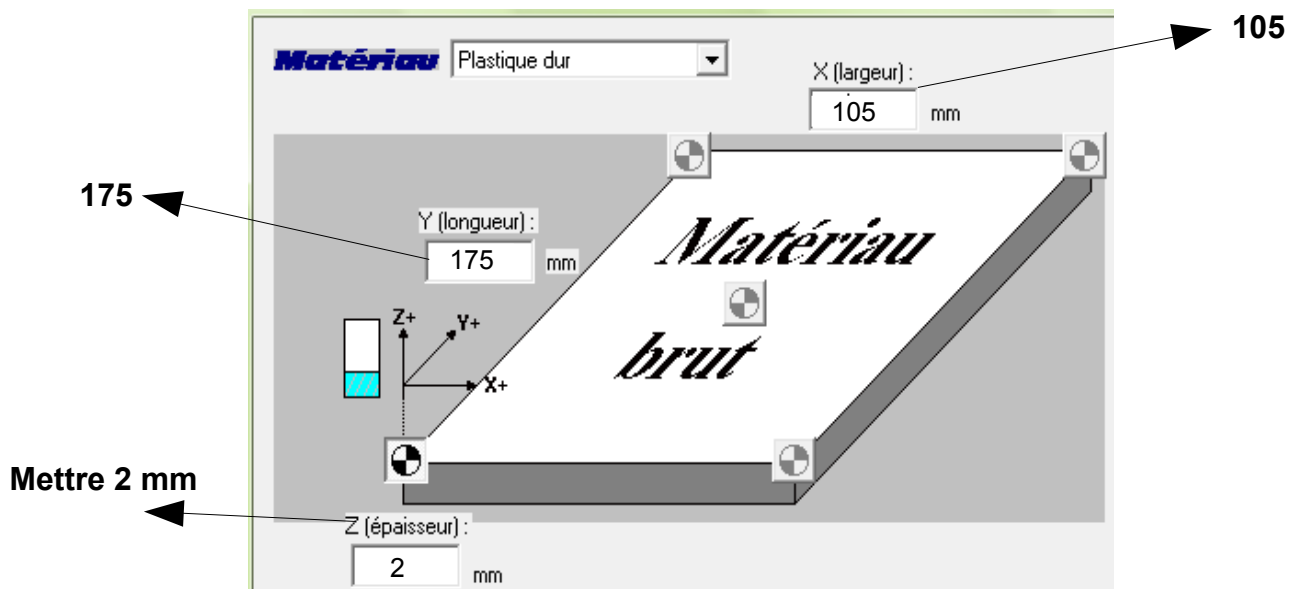 105
Matériau
Plastique dur
X (largeur) :
105 mm
175
Y (longueur) :
175 mm
Matériau
brut
Z+
Y+
X+
Mettre 2 mm
Z (épaisseur) :
2 mm